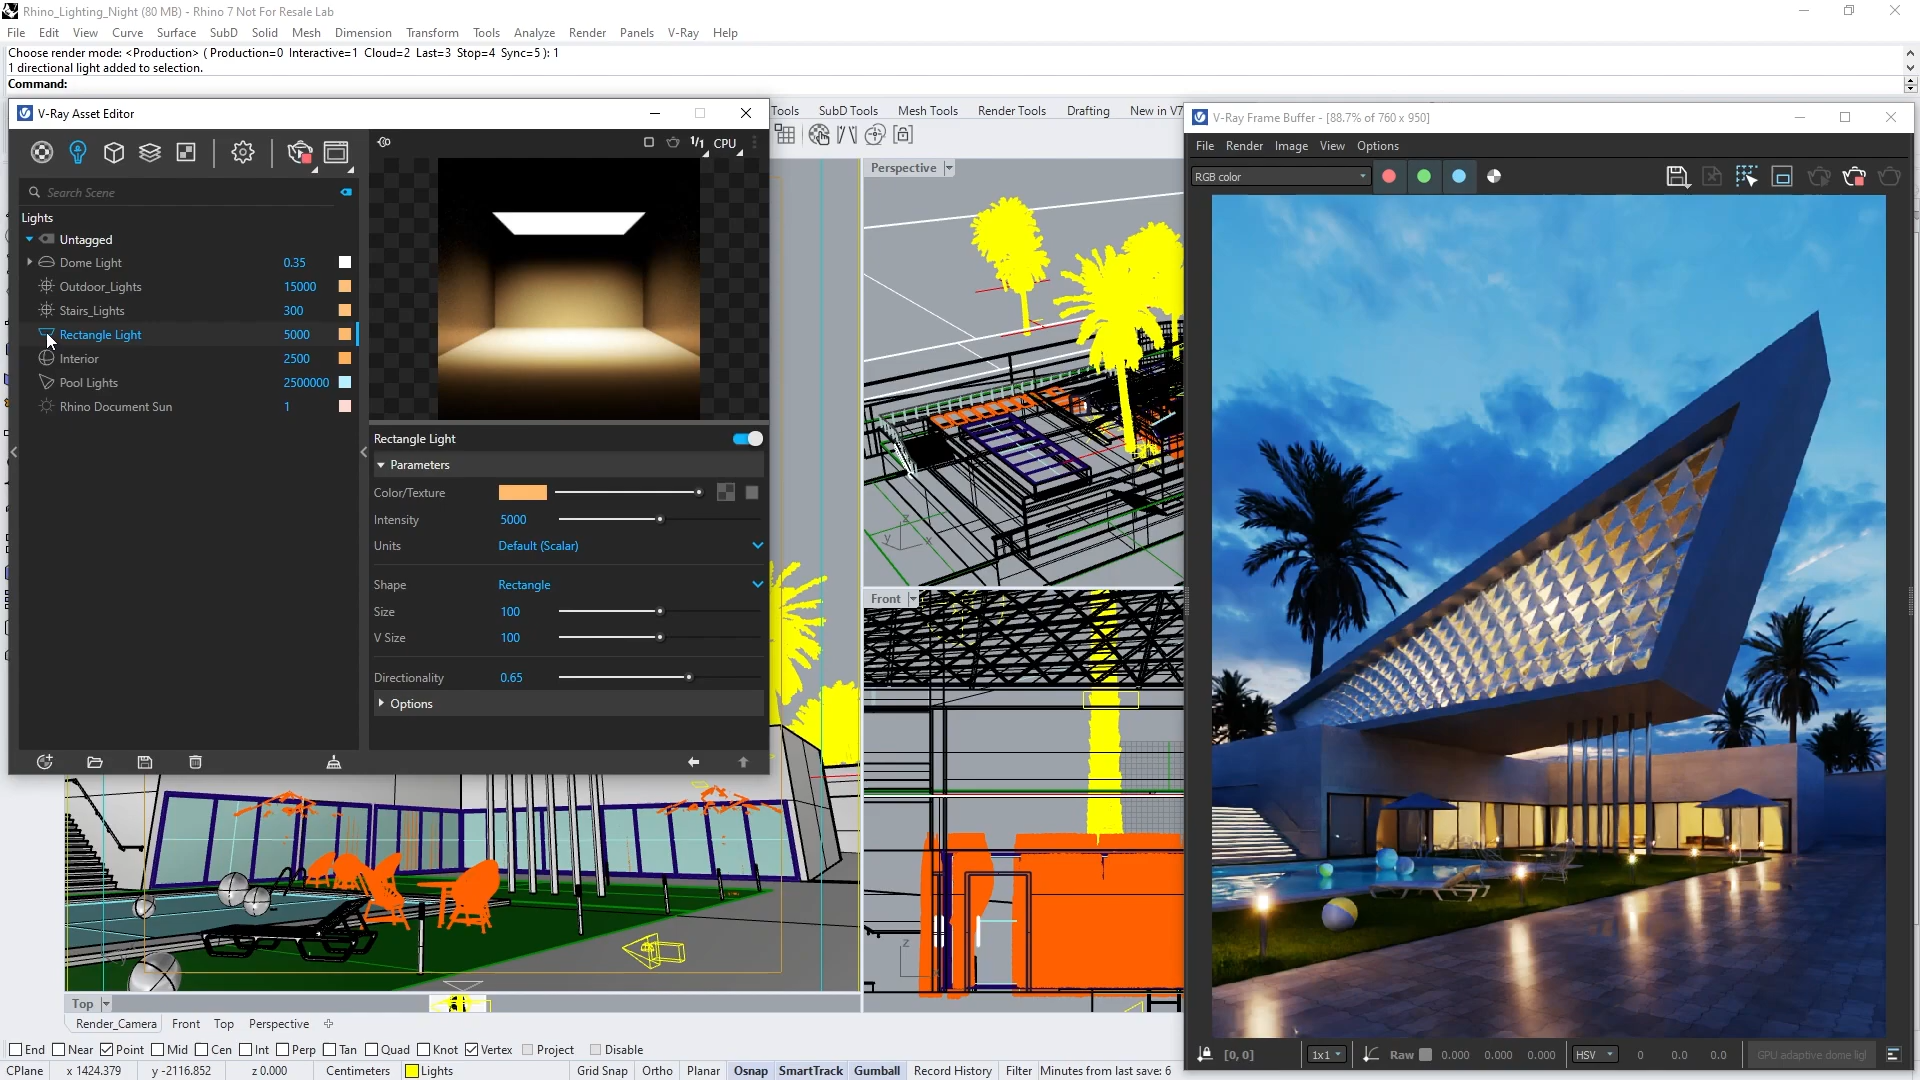 Rhino_Lighting_Night (80 MB) - Rhino 7 Not For Resale Lab
File Edit View Curve Surface SubD Solid Mesh Dimension Transform Tools Analyze Render Panels V-Ray Help
Choose render mode: <Production> ( Production=0 Interactive=1 Cloud=2 Last=3 Stop=4 Sync=5 ): 1
1 directional light added to selection.
Command:
V-Ray Asset Editor
Tools SubD Tools Mesh Tools Render Tools Drafting New in V7
V-Ray Frame Buffer - [88.7% of 760 x 950]
File Render Image View Options
RGB color
1/1 CPU
Search Scene
Lights
Untagged
Dome Light 0.35
Outdoor_Lights 15000
Stairs_Lights 300
Rectangle Light 5000
Interior 2500
Pool Lights 2500000
Rhino Document Sun 1
Rectangle Light
Parameters
Color/Texture
Intensity 5000
Units Default (Scalar)
Shape Rectangle
Size 100
V Size 100
Directionality 0.65
Options
Perspective
z
y x
Front
z
Top
Render_Camera Front Top Perspective
End Near Point Mid Cen Int Perp Tan Quad Knot Vertex Project Disable
CPlane x 1424.379 y -2116.852 z 0.000 Centimeters Lights Grid Snap Ortho Planar Osnap SmartTrack Gumball Record History Filter Minutes from last save: 6
[0, 0] 1x1 Raw 0.000 0.000 0.000 HSV 0 0.0 0.0 GPU adaptive dome ligl